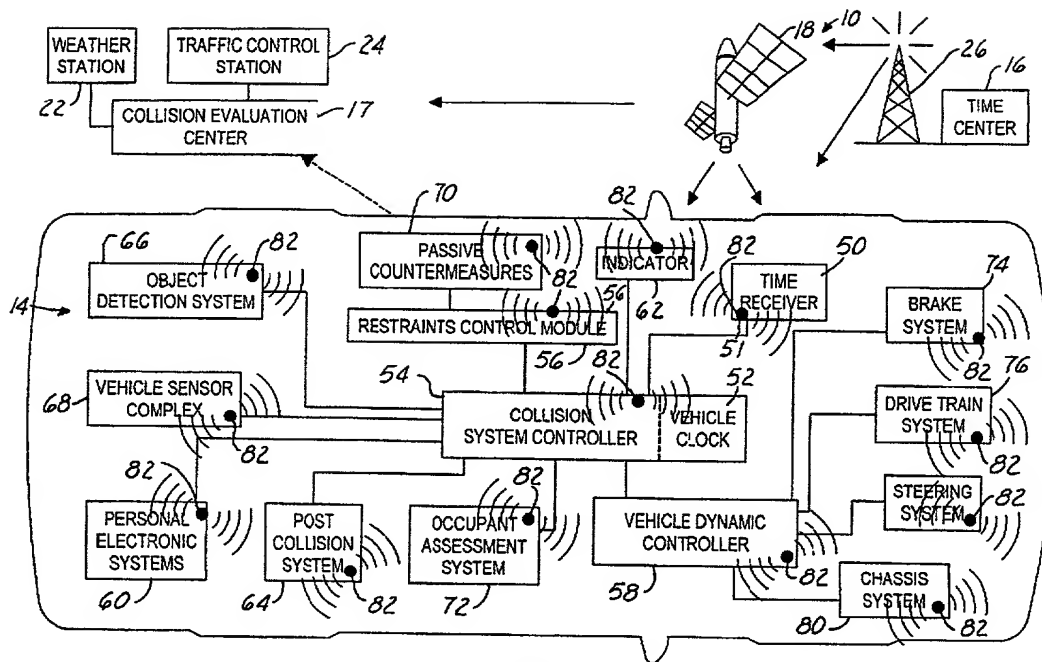 WEATHER
STATION
22
TRAFFIC CONTROL
STATION
24
COLLISION EVALUATION
CENTER
17
18
10
26
16
TIME
CENTER
14
66
82
OBJECT
DETECTION SYSTEM
70
PASSIVE
COUNTERMEASURES
82
82
INDICATOR
62
82
TIME
RECEIVER
50
51
74
BRAKE
SYSTEM
82
82
56
RESTRAINTS CONTROL MODULE
56
68
VEHICLE SENSOR
COMPLEX
82
54
82
COLLISION
SYSTEM CONTROLLER
52
VEHICLE
CLOCK
76
DRIVE TRAIN
SYSTEM
82
82
PERSONAL
ELECTRONIC
SYSTEMS
60
POST
COLLISION
SYSTEM
64
82
82
OCCUPANT
ASSESSMENT
SYSTEM
72
VEHICLE DYNAMIC
CONTROLLER
58
82
STEERING
SYSTEM
82
CHASSIS
SYSTEM
80
82